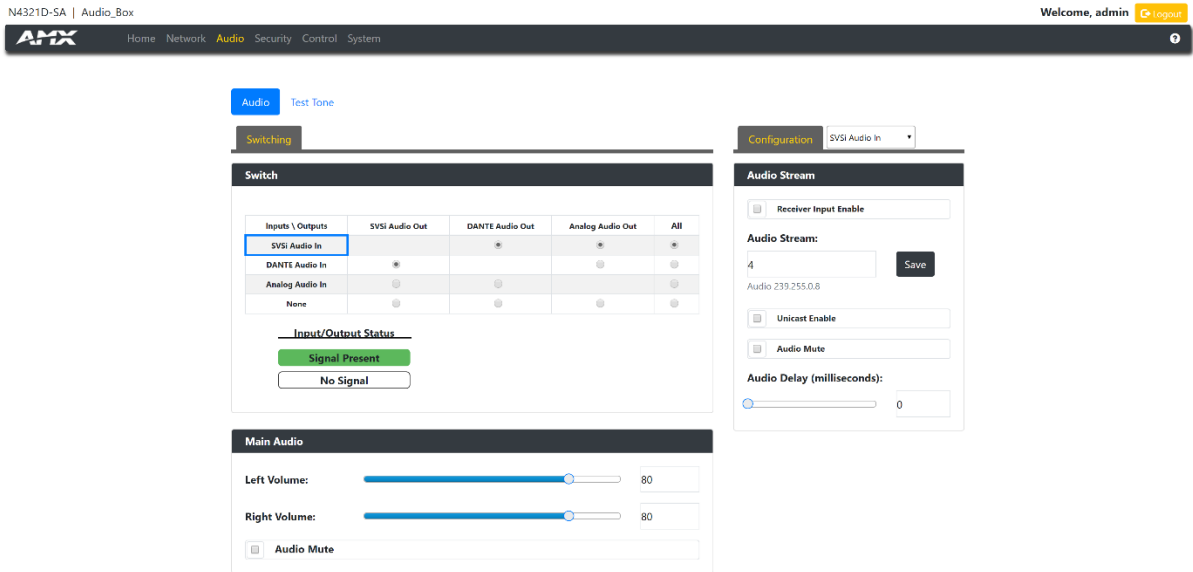 N4321D-SA | Audio_Box
Welcome, admin Logout
AMX Home Network Audio Security Control System ?
Audio Test Tone
Switching
Configuration SVSi Audio In
Switch
Inputs \ Outputs SVSi Audio Out DANTE Audio Out Analog Audio Out All
SVSi Audio In
DANTE Audio In
Analog Audio In
None
Input/Output Status
Signal Present
No Signal
Audio Stream
Receiver Input Enable
Audio Stream:
4 Save
Audio 239.255.0.8
Unicast Enable
Audio Mute
Audio Delay (milliseconds):
0
Main Audio
Left Volume: 80
Right Volume: 80
Audio Mute